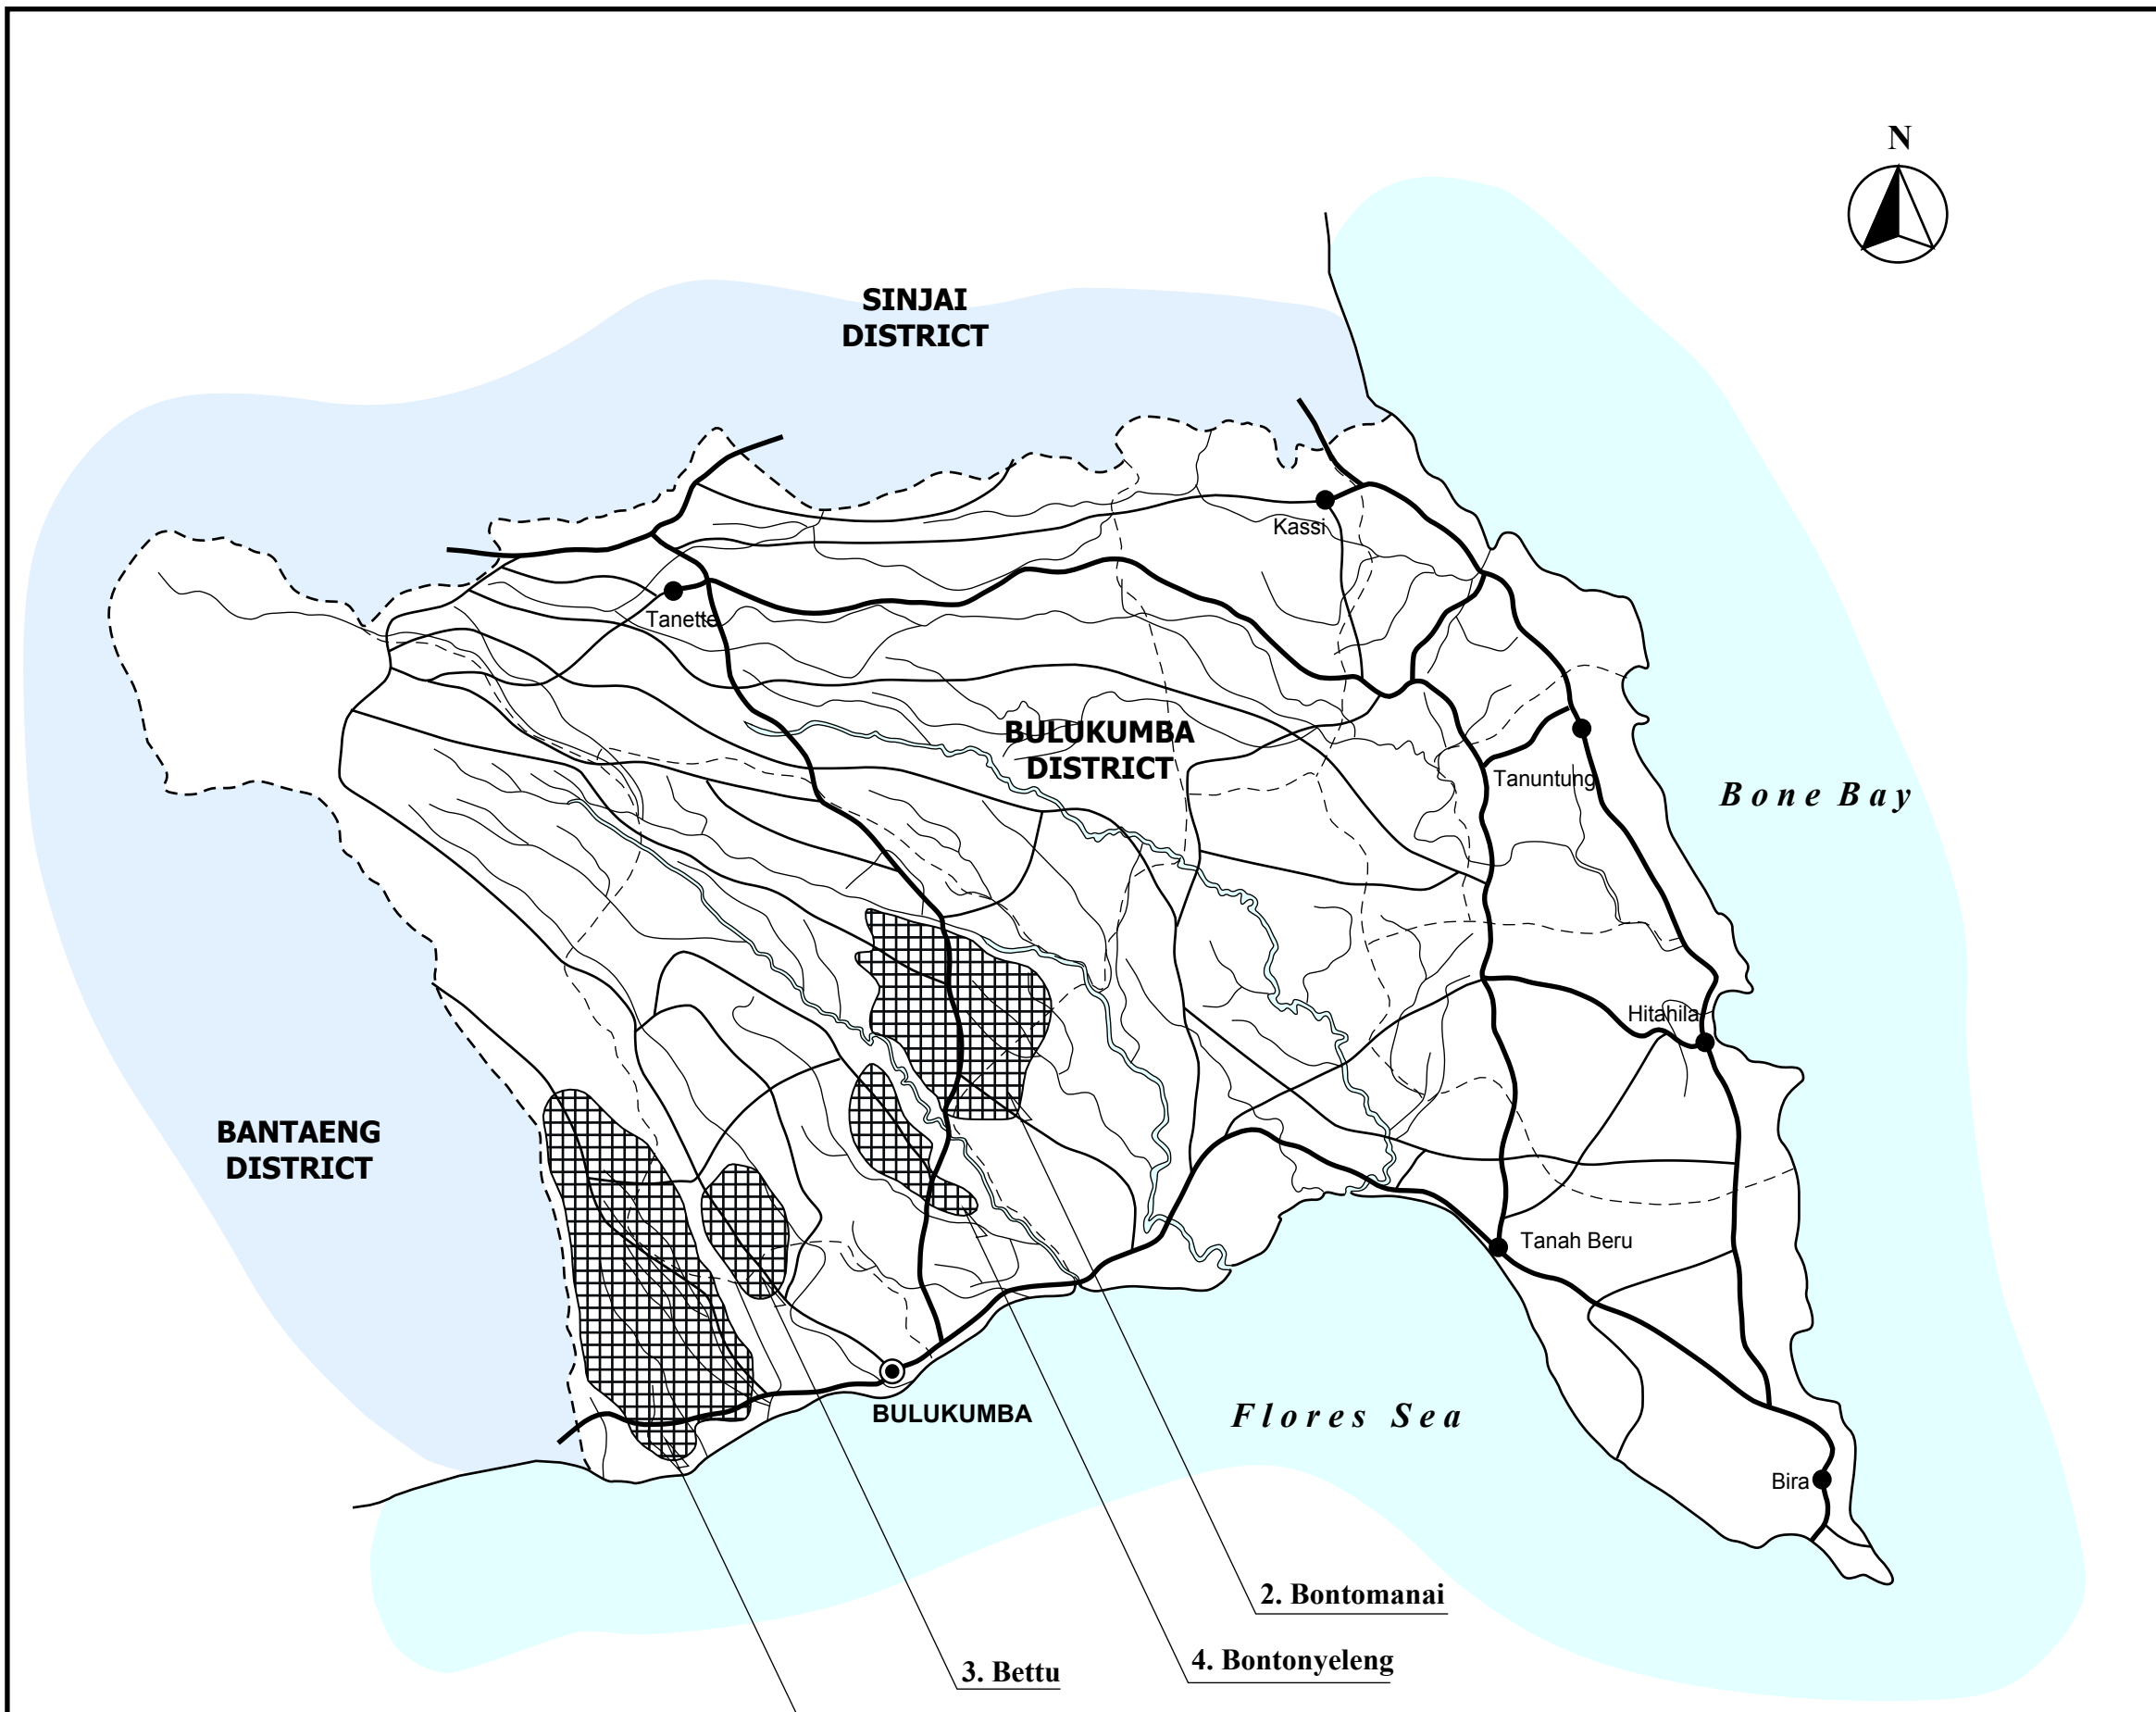 N
SINJAI
DISTRICT
Kassi
Tanette
BULUKUMBA
DISTRICT
Tanuntung
Bone Bay
Hitahila
BANTAENG
DISTRICT
Tanah Beru
BULUKUMBA
Flores Sea
Bira
2. Bontomanai
4. Bontonyeleng
3. Bettu